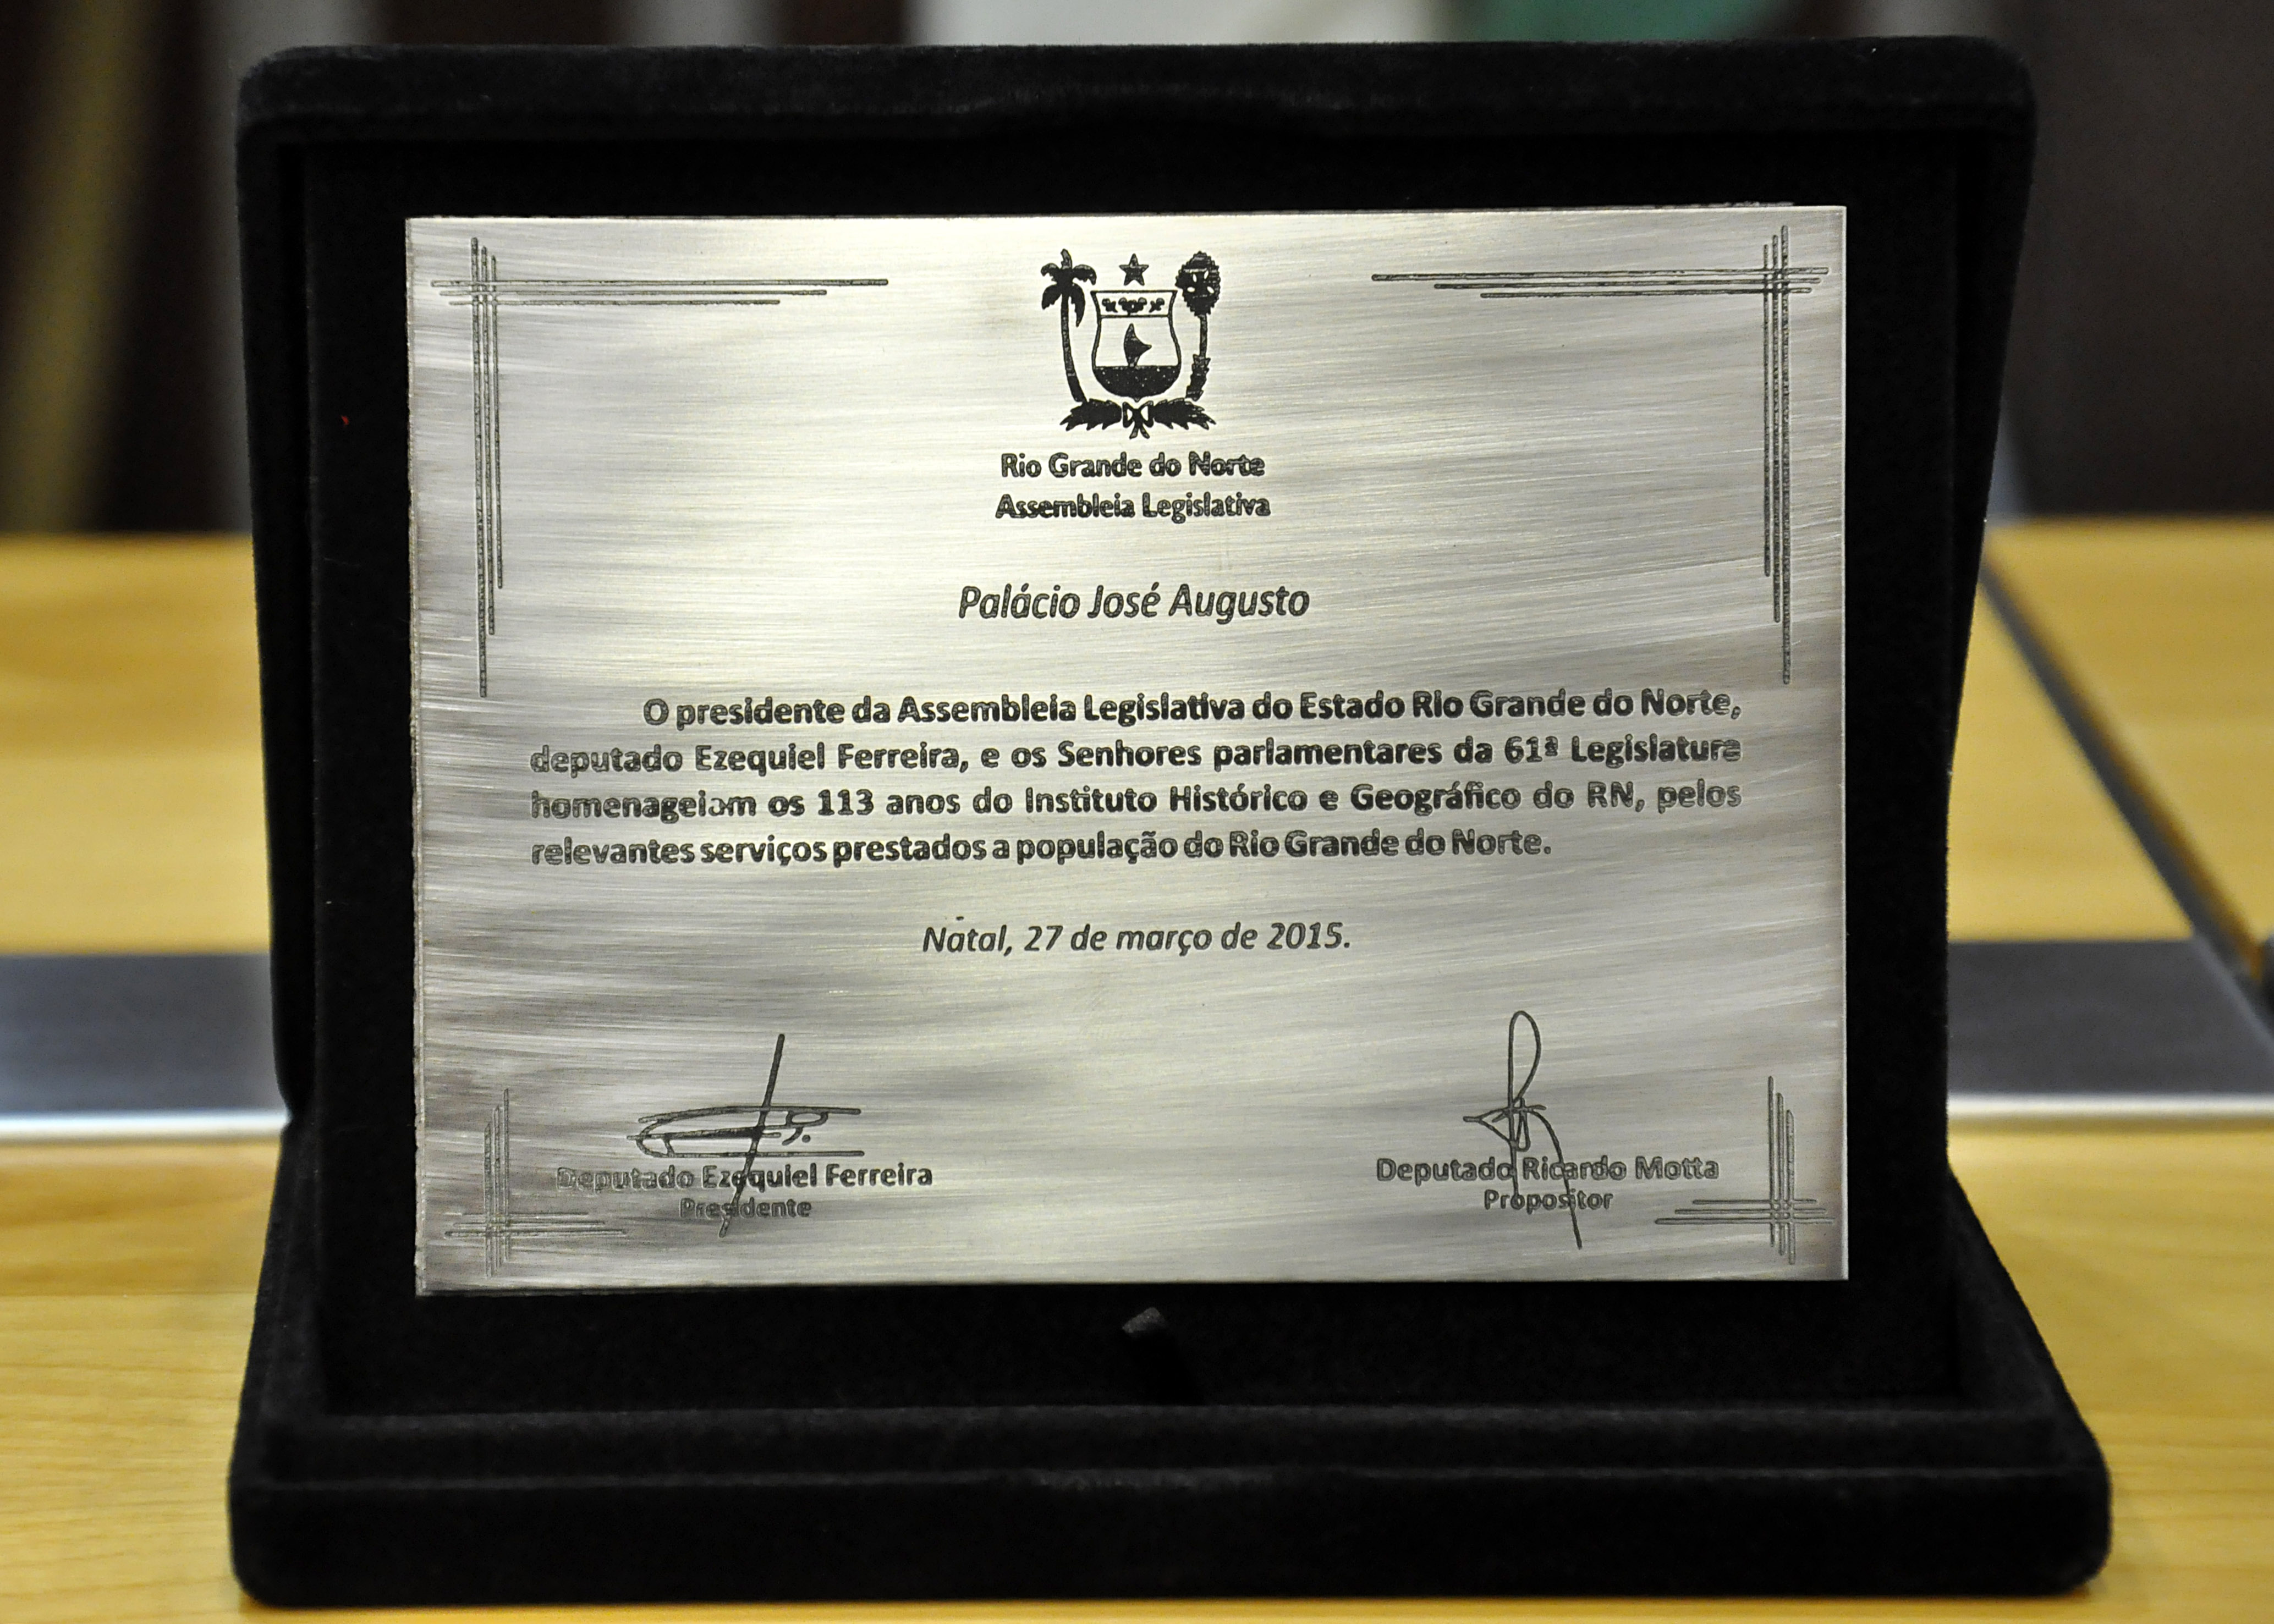 Rio Grande do Norte
Assembleia Legislativa
Palácio José Augusto
O presidente da Assembleia Legislativa do Estado Rio Grande do Norte,
deputado Ezequiel Ferreira, e os Senhores parlamentares da 61ª Legislatura
homenageiam os 113 anos do Instituto Histórico e Geográfico do RN, pelos
relevantes serviços prestados a população do Rio Grande do Norte.
Natal, 27 de março de 2015.
Deputado Ezequiel Ferreira
Presidente
Deputado Ricardo Motta
Propositor